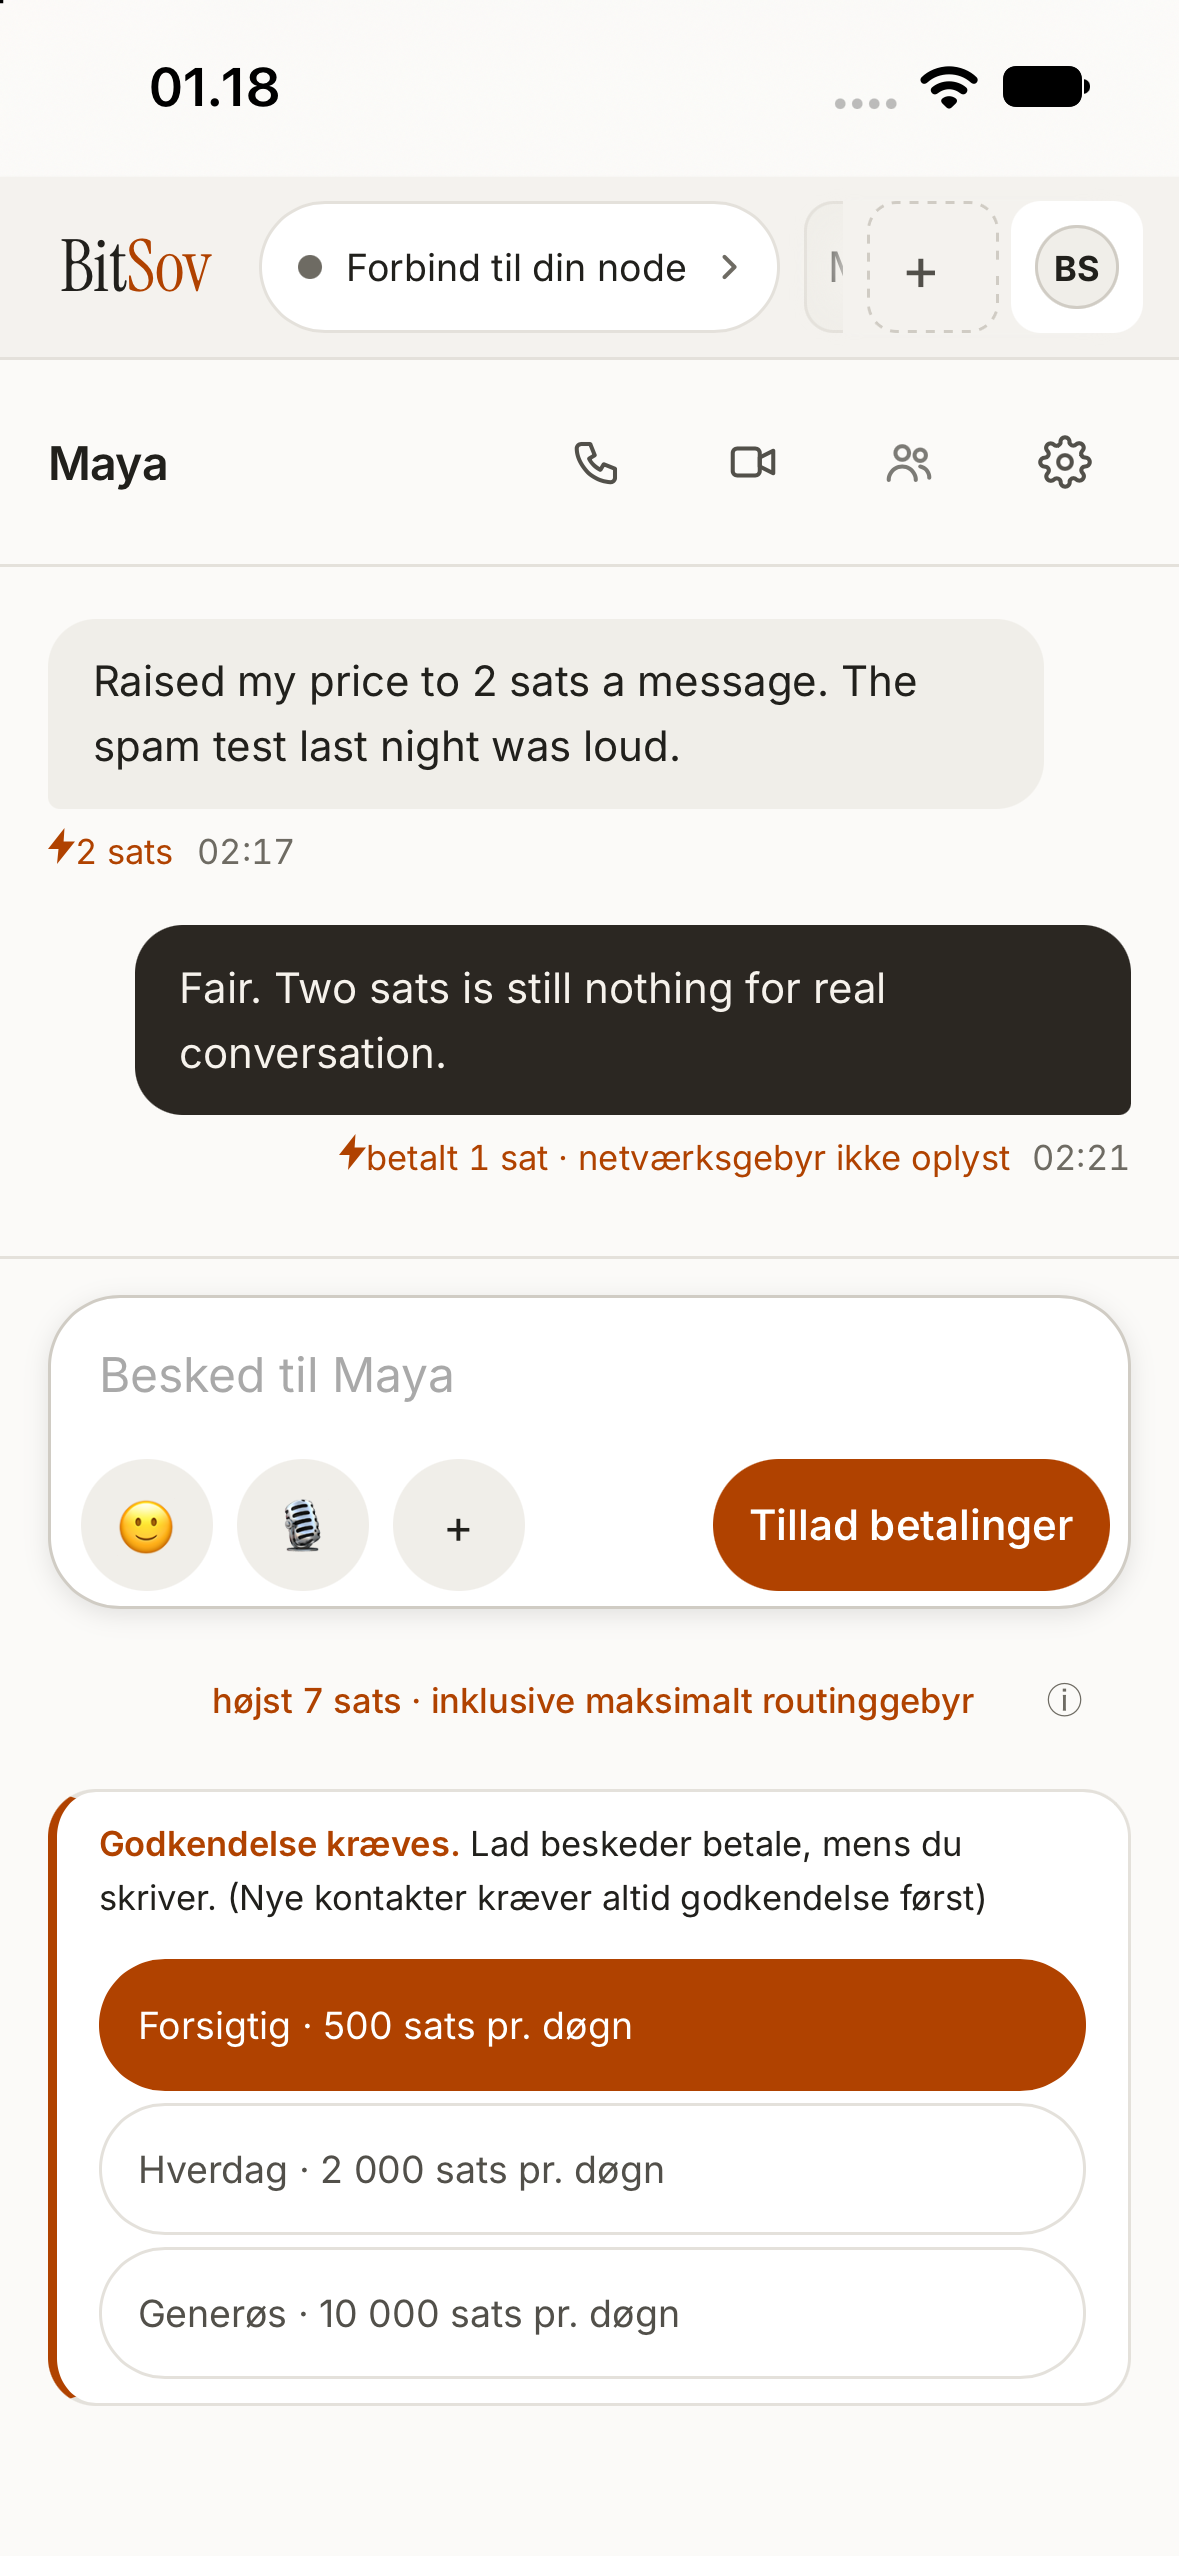 01.18
BitSov
Forbind til din node
+
BS
Maya
Raised my price to 2 sats a message. The
spam test last night was loud.
2 sats 02:17
Fair. Two sats is still nothing for real
conversation.
betalt 1 sat · netværksgebyr ikke oplyst 02:21
Besked til Maya
+
Tillad betalinger
højst 7 sats · inklusive maksimalt routinggebyr
Godkendelse kræves. Lad beskeder betale, mens du
skriver. (Nye kontakter kræver altid godkendelse først)
Forsigtig · 500 sats pr. døgn
Hverdag · 2 000 sats pr. døgn
Generøs · 10 000 sats pr. døgn